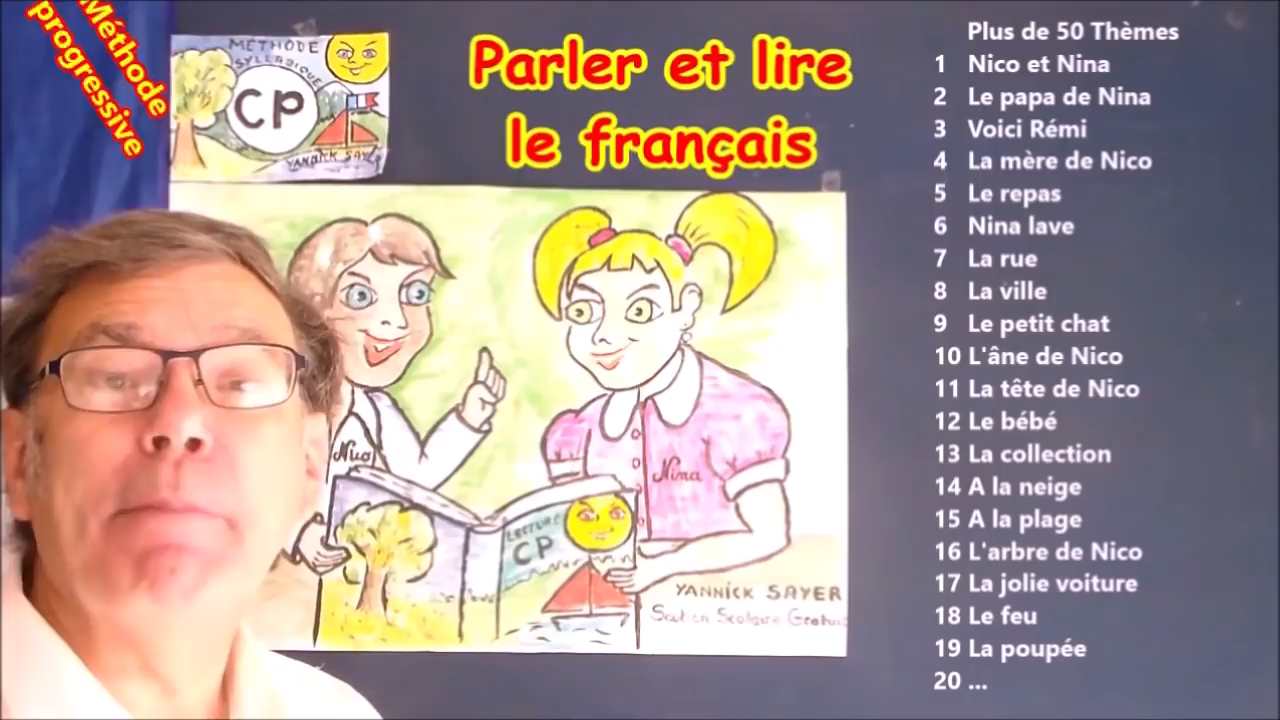 Méthode
progressive
MÉTHODE
SYLLABIQUE
CP
YANNICK SAYER
Parler et lire
le français
Nico
Nina
LECTURE
CP
YANNICK SAYER
Soutien Scolaire Gratuit
Plus de 50 Thèmes
1 Nico et Nina
2 Le papa de Nina
3 Voici Rémi
4 La mère de Nico
5 Le repas
6 Nina lave
7 La rue
8 La ville
9 Le petit chat
10 L'âne de Nico
11 La tête de Nico
12 Le bébé
13 La collection
14 A la neige
15 A la plage
16 L'arbre de Nico
17 La jolie voiture
18 Le feu
19 La poupée
20 ...